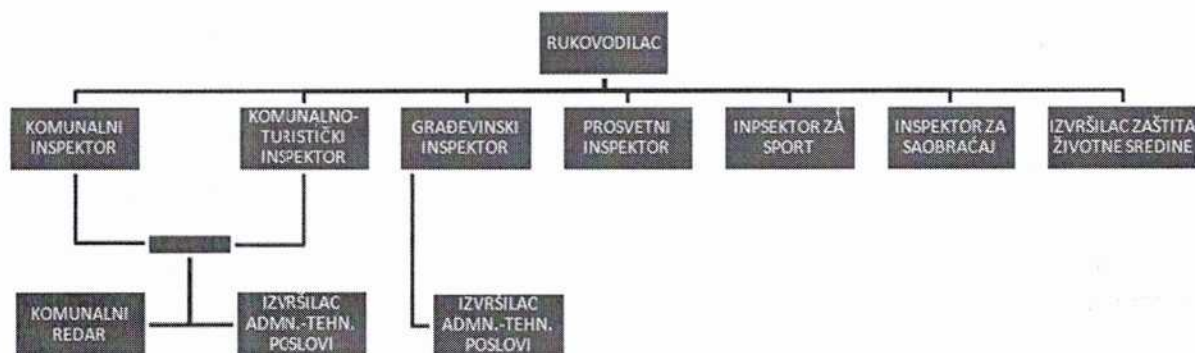 RUKOVODILAC
KOMUNALNI
INSPEKTOR
KOMUNALNO-
TURISTIČKI
INSPEKTOR
GRAĐEVINSKI
INSPEKTOR
PROSVETNI
INSPEKTOR
INPSEKTOR ZA
SPORT
INSPEKTOR ZA
SAOBRAĆAJ
IZVRŠILAC ZAŠTITA
ŽIVOTNE SREDINE
KOMUNALNI
REDAR
IZVRŠILAC
ADMN.-TEHN.
POSLOVI
IZVRŠILAC
ADMN.-TEHN.
POSLOVI